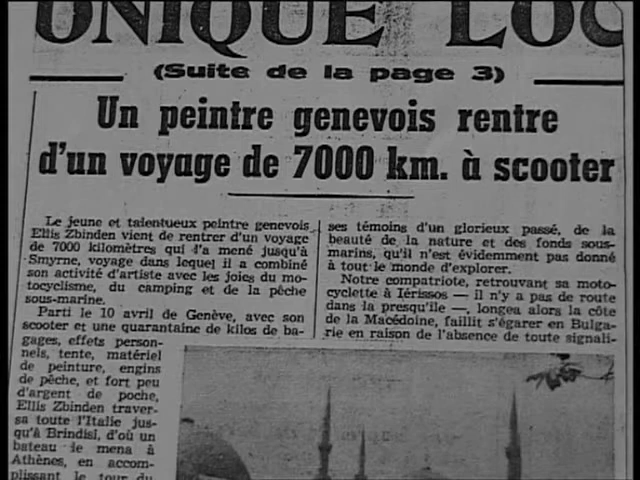 UNIQUE LOC
(Suite de la page 3)
Un peintre genevois rentre
d'un voyage de 7000 km. à scooter
Le jeune et talentueux peintre genevois
Ellis Zbinden vient de rentrer d'un voyage
de 7000 kilomètres qui l'a mené jusqu'à
Smyrne, voyage dans lequel il a combiné
son activité d'artiste avec les joies du mo-
tocyclisme, du camping et de la pêche
sous-marine.
Parti le 10 avril de Genève, avec son
scooter et une quarantaine de kilos de ba-
gages, effets person-
nels, tente, matériel
de peinture, engins
de pêche, et fort peu
d'argent de poche,
Ellis Zbinden traver-
sa toute l'Italie jus-
qu'à Brindisi, d'où un
bateau le mena à
Athènes, en accom-
plissant le tour du
ses témoins d'un glorieux passé, de la
beauté de la nature et des fonds sous-
marins, qu'il n'est évidemment pas donné
à tout le monde d'explorer.
Notre compatriote, retrouvant sa moto-
cyclette à Iérissos — il n'y a pas de route
dans la presqu'île —, longea alors la côte
de la Macédoine, faillit s'égarer en Bulga-
rie en raison de l'absence de toute signali-